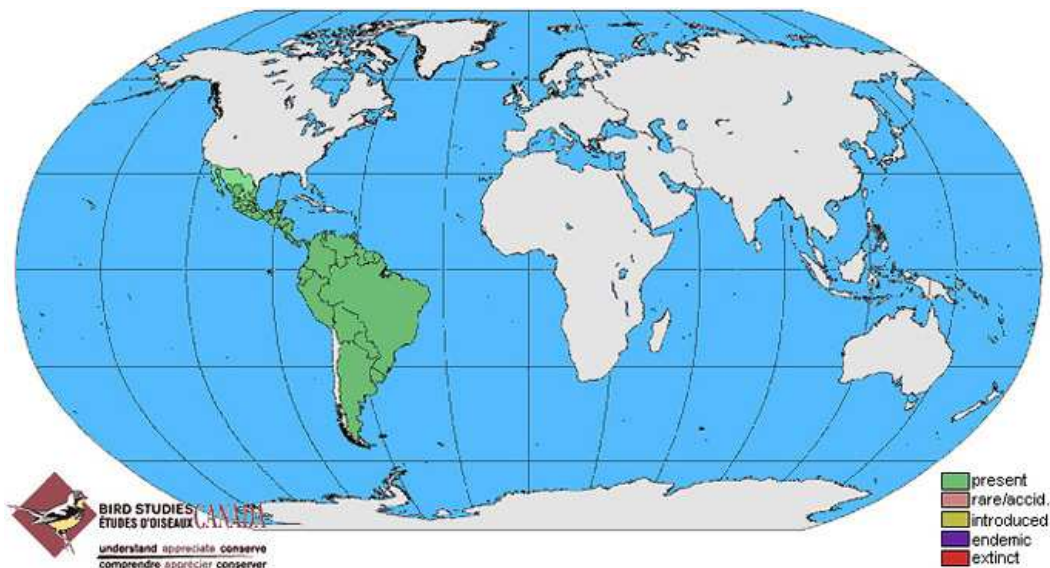 BIRD STUDIES
ÉTUDES D'OISEAUX CANADA
understand appreciate conserve
comprendre apprécier conserver
present
rare/accid.
introduced
endemic
extinct